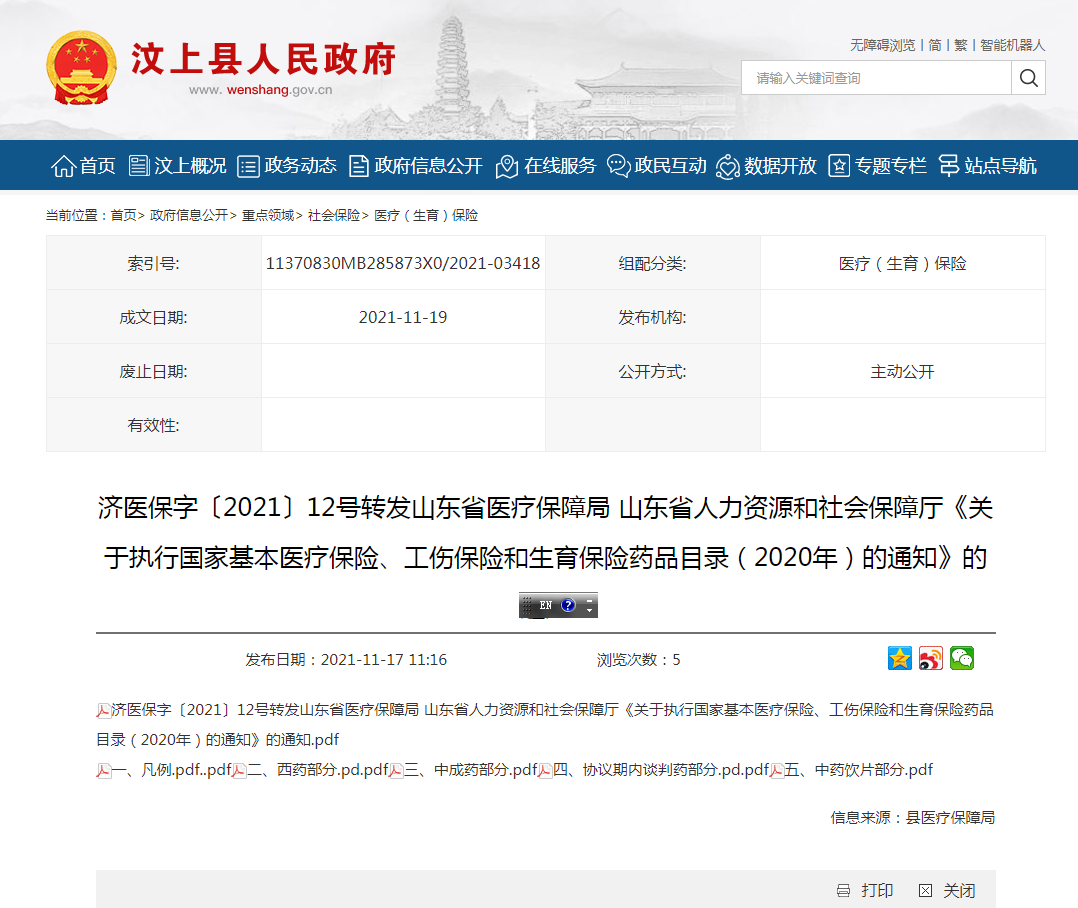 汶上县人民政府
www. wenshang.gov.cn
无障碍浏览 | 简 | 繁 | 智能机器人
请输入关键词查询
首页 汶上概况 政务动态 政府信息公开 在线服务 政民互动 数据开放 专题专栏 站点导航
当前位置：首页> 政府信息公开> 重点领域> 社会保险> 医疗（生育）保险
索引号: 11370830MB285873X0/2021-03418 组配分类: 医疗（生育）保险
成文日期: 2021-11-19 发布机构:
废止日期: 公开方式: 主动公开
有效性:
济医保字〔2021〕12号转发山东省医疗保障局 山东省人力资源和社会保障厅《关
于执行国家基本医疗保险、工伤保险和生育保险药品目录（2020年）的通知》的
EN ?
发布日期：2021-11-17 11:16 浏览次数：5
济医保字〔2021〕12号转发山东省医疗保障局 山东省人力资源和社会保障厅《关于执行国家基本医疗保险、工伤保险和生育保险药品
目录（2020年）的通知》的通知.pdf
一、凡例.pdf..pdf二、西药部分.pd.pdf三、中成药部分.pdf四、协议期内谈判药部分.pd.pdf五、中药饮片部分.pdf
信息来源：县医疗保障局
打印 关闭